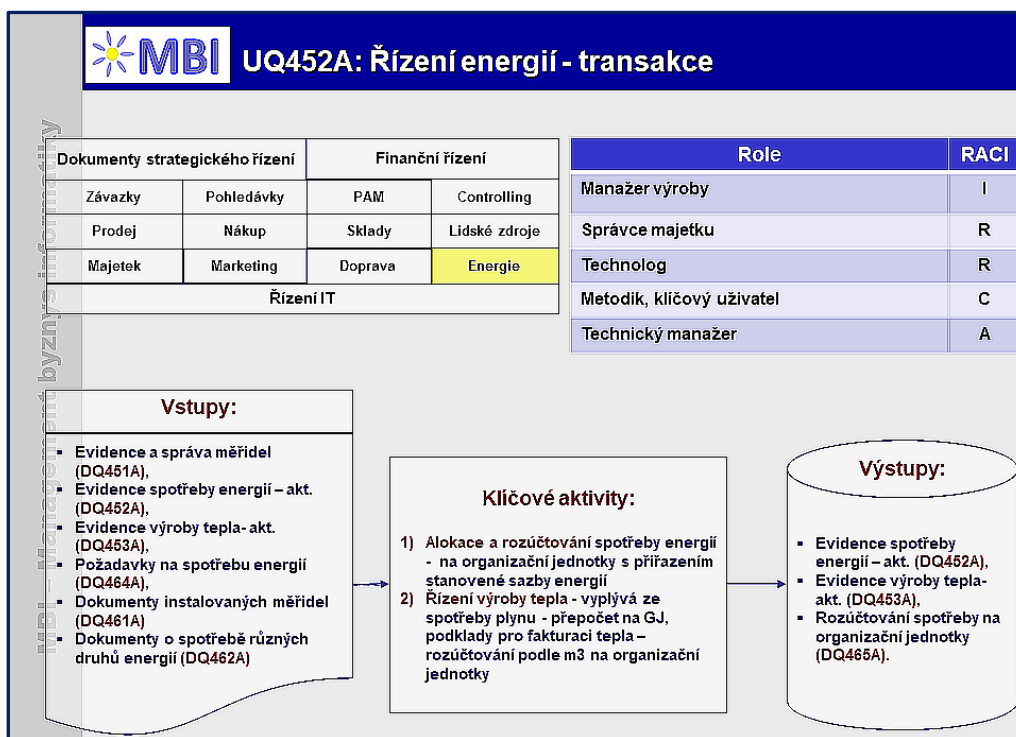 MBI
UQ452A: Řízení energií - transakce
MBI – Management byznys informatiky
Dokumenty strategického řízení
Finanční řízení
Závazky
Pohledávky
PAM
Controlling
Prodej
Nákup
Sklady
Lidské zdroje
Majetek
Marketing
Doprava
Energie
Řízení IT
Role
RACI
Manažer výroby
I
Správce majetku
R
Technolog
R
Metodik, klíčový uživatel
C
Technický manažer
A
Vstupy:
▪ Evidence a správa měřidel
(DQ451A),
▪ Evidence spotřeby energií – akt.
(DQ452A),
▪ Evidence výroby tepla- akt.
(DQ453A),
▪ Požadavky na spotřebu energií
(DQ464A),
▪ Dokumenty instalovaných měřidel
(DQ461A)
▪ Dokumenty o spotřebě různých
druhů energií (DQ462A)
Klíčové aktivity:
1) Alokace a rozúčtování spotřeby energií
- na organizační jednotky s přiřazením
stanovené sazby energií
2) Řízení výroby tepla - vyplývá ze
spotřeby plynu - přepočet na GJ,
podklady pro fakturaci tepla –
rozúčtování podle m3 na organizační
jednotky
Výstupy:
▪ Evidence spotřeby
energií – akt. (DQ452A),
▪ Evidence výroby tepla-
akt. (DQ453A),
▪ Rozúčtování spotřeby na
organizační jednotky
(DQ465A).